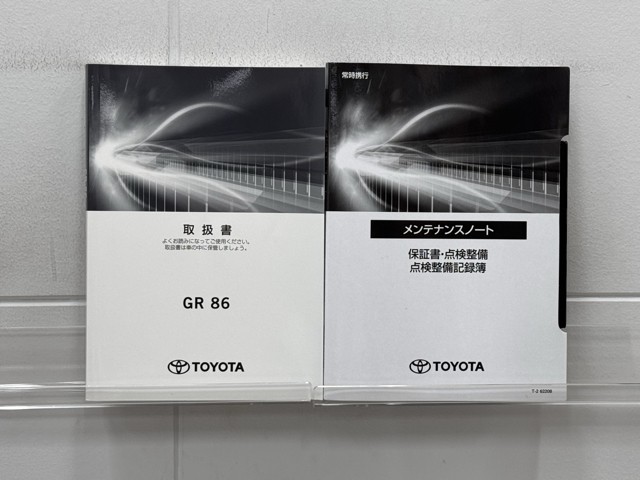 取扱書
よくお読みになってご使用ください。
取扱書は車の中に保管しましょう。
GR 86
TOYOTA
常時携行
メンテナンスノート
保証書・点検整備
点検整備記録簿
TOYOTA